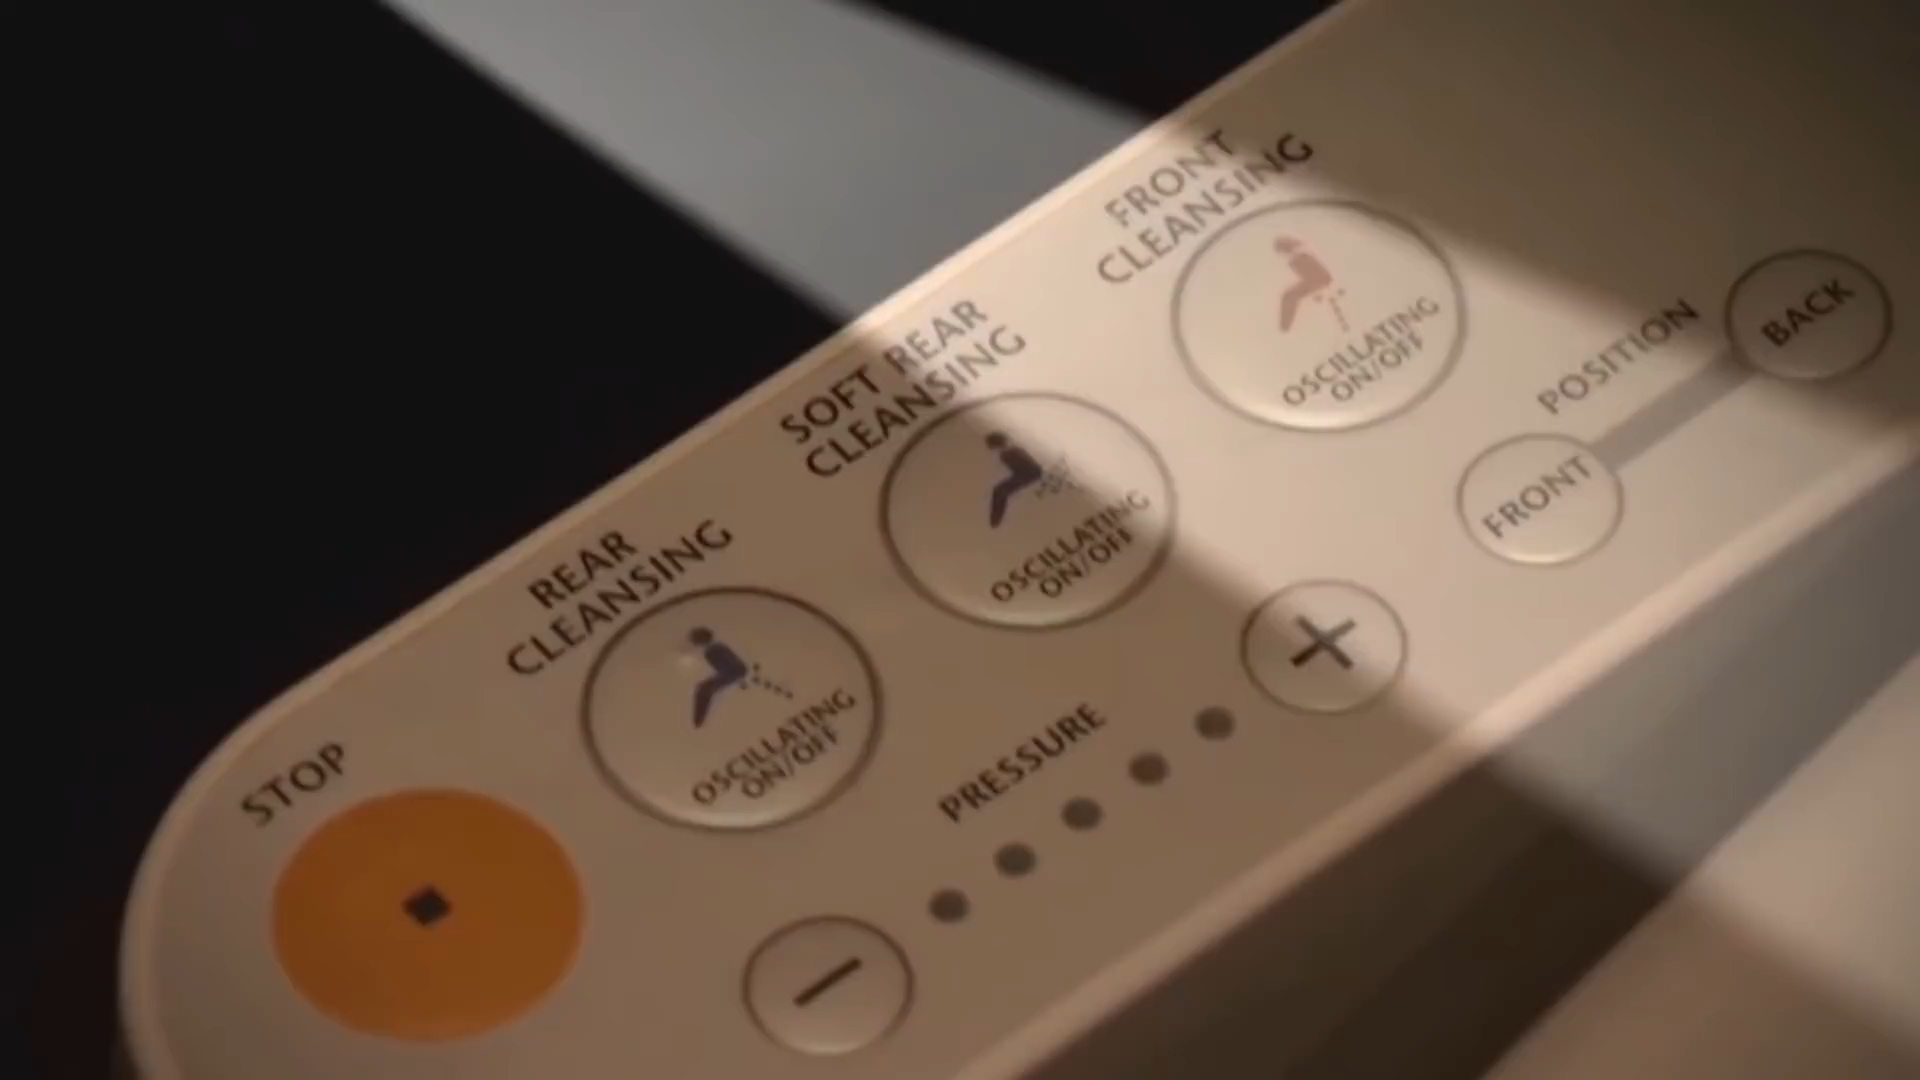 STOP
REAR
CLEANSING
OSCILLATING
ON/OFF
SOFT REAR
CLEANSING
OSCILLATING
ON/OFF
FRONT
CLEANSING
OSCILLATING
ON/OFF
PRESSURE
POSITION
FRONT
BACK